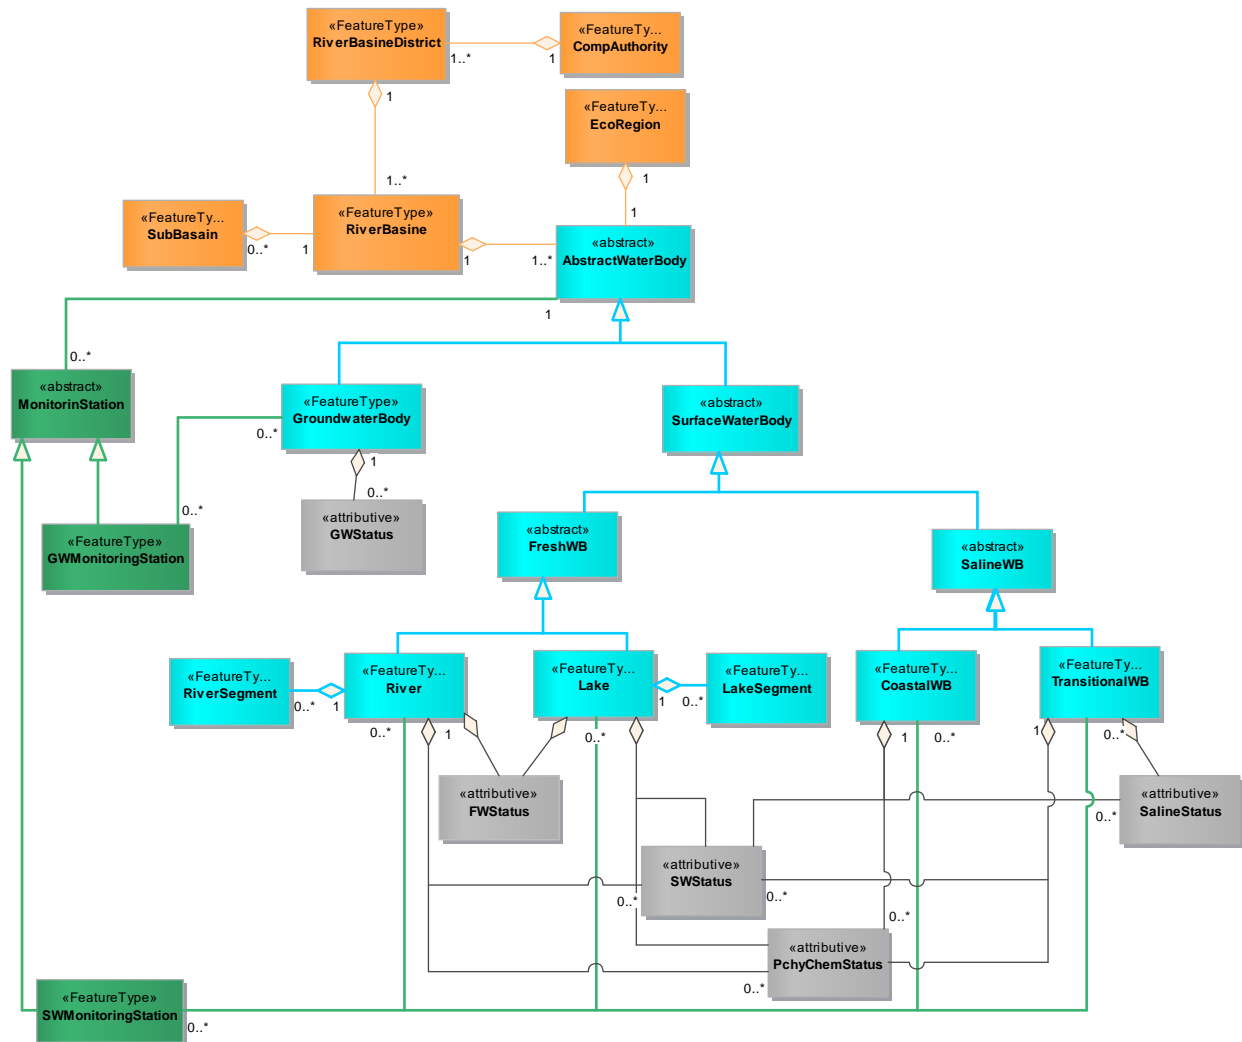 «FeatureType»
RiverBasineDistrict
«FeatureTy...
CompAuthority
1..*
1
1
«FeatureTy...
EcoRegion
1
1..*
1
«FeatureTy...
SubBasain
0..*
1
«FeatureType»
RiverBasine
1
1..*
«abstract»
AbstractWaterBody
1
0..*
«abstract»
MonitorinStation
«FeatureType»
GroundwaterBody
0..*
1
0..*
«abstract»
SurfaceWaterBody
0..*
«attributive»
GWStatus
«FeatureType»
GWMonitoringStation
«abstract»
FreshWB
«abstract»
SalineWB
«FeatureTy...
RiverSegment
0..*
1
«FeatureTy...
River
0..*
1
«FeatureTy...
Lake
1
0..*
0..*
«FeatureTy...
LakeSegment
«FeatureTy...
CoastalWB
1
0..*
«FeatureTy...
TransitionalWB
1
0..*
«attributive»
FWStatus
«attributive»
SalineStatus
0..*
«attributive»
SWStatus
0..*
0..*
0..*
«attributive»
PchyChemStatus
0..*
«FeatureType»
SWMonitoringStation
0..*